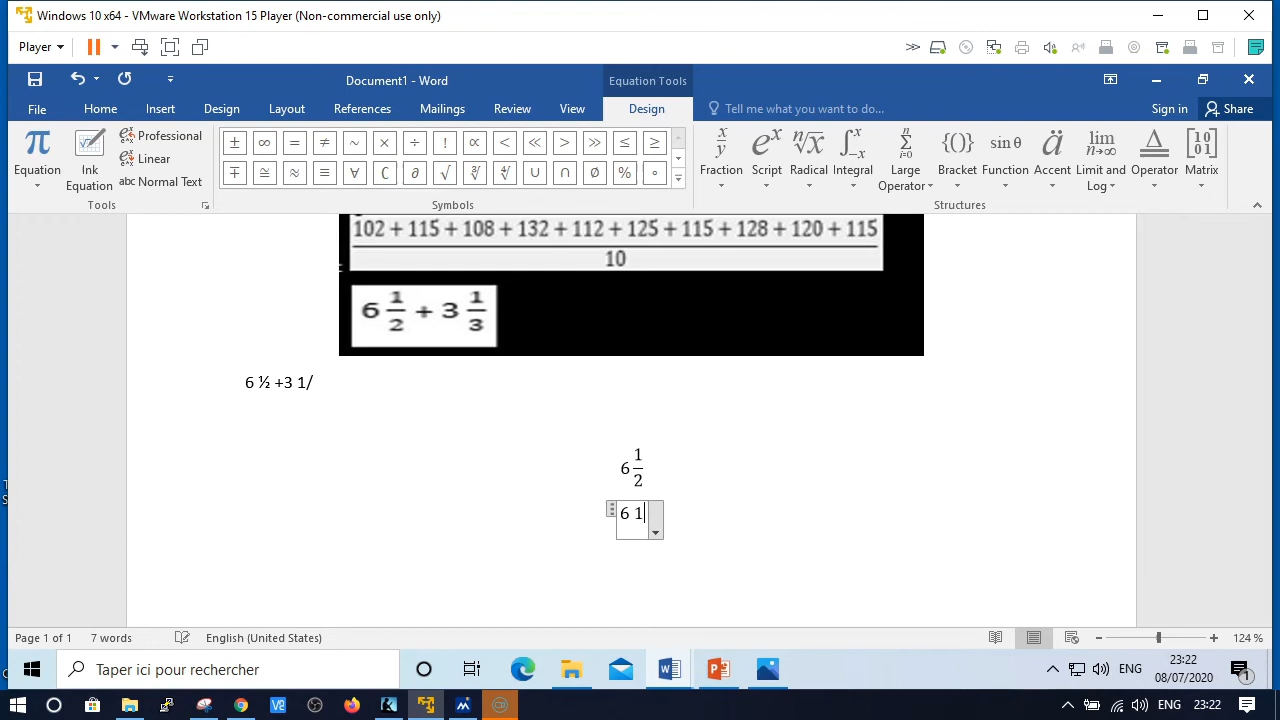 Windows 10 x64 - VMware Workstation 15 Player (Non-commercial use only)
Player
Document1 - Word
Equation Tools
File Home Insert Design Layout References Mailings Review View Design Tell me what you want to do... Sign in Share
π ± ∞ = ≠ ~ × ÷ ! ∝ < ≪ > ≫ ≤ ≥
∓ ≅ ≈ ≡ ∀ ∁ ∂ √ ∛ ∜ ∪ ∩ ∅ % °
Professional
Linear
abc Normal Text
Equation
Ink Equation
Fraction Script Radical Integral Large Operator Bracket Function Accent Limit and Log Operator Matrix
Tools Symbols Structures
102 + 115 + 108 + 132 + 112 + 125 + 115 + 128 + 120 + 115
10
6 1/2 + 3 1/3
6 ½ +3 1/
6 1/2
6 1
Page 1 of 1 7 words English (United States) 124 %
Taper ici pour rechercher
ENG 23:22
08/07/2020
ENG 23:22